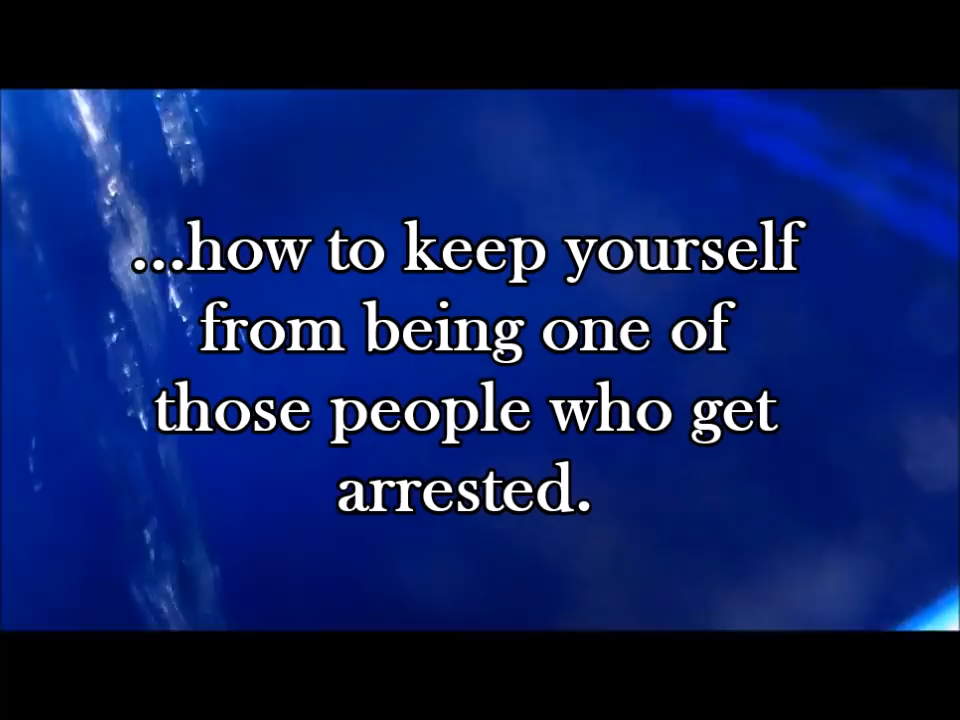 ...how to keep yourself
from being one of
those people who get
arrested.